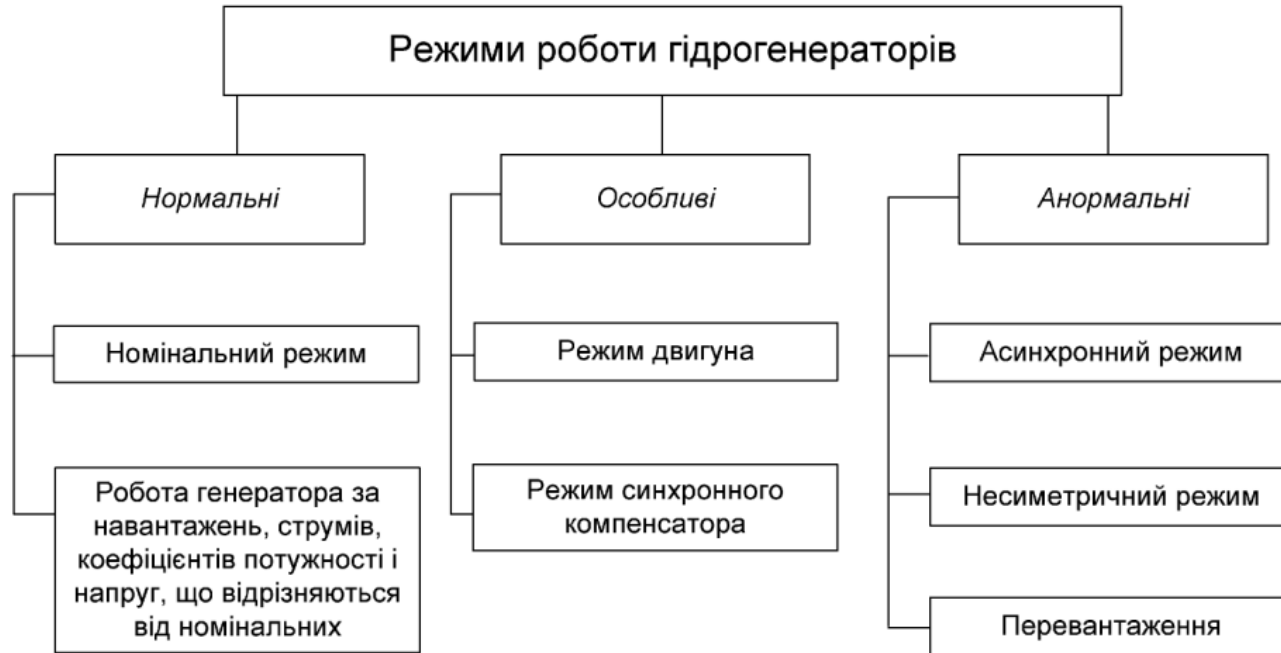 Режими роботи гідрогенераторів
Нормальні
Особливі
Анормальні
Номінальний режим
Режим двигуна
Асинхронний режим
Робота генератора за
навантажень, струмів,
коефіцієнтів потужності і
напруг, що відрізняються
від номінальних
Режим синхронного
компенсатора
Несиметричний режим
Перевантаження